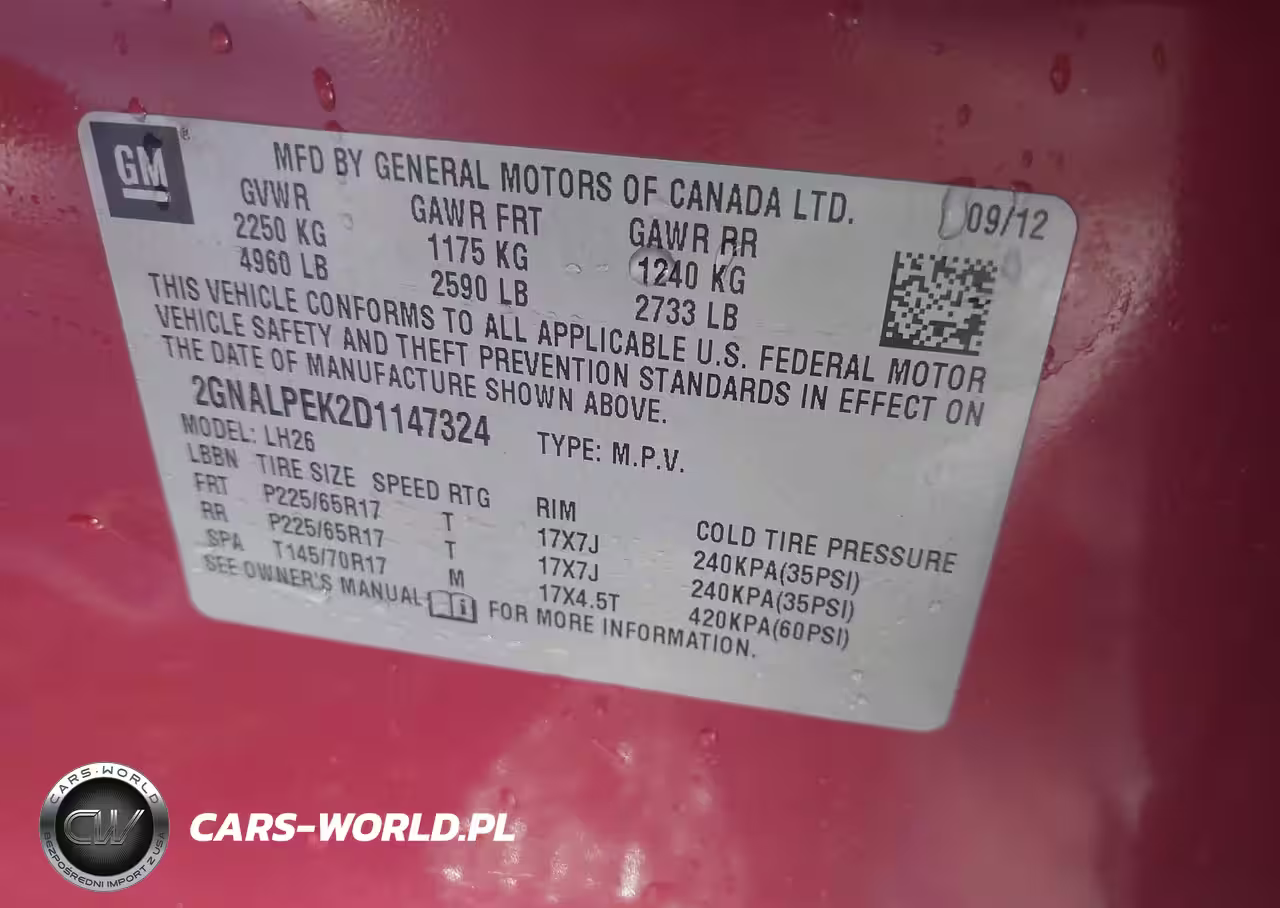 GM
MFD BY GENERAL MOTORS OF CANADA LTD.
09/12
GVWR GAWR FRT GAWR RR
2250 KG 1175 KG 1240 KG
4960 LB 2590 LB 2733 LB
THIS VEHICLE CONFORMS TO ALL APPLICABLE U.S. FEDERAL MOTOR
VEHICLE SAFETY AND THEFT PREVENTION STANDARDS IN EFFECT ON
THE DATE OF MANUFACTURE SHOWN ABOVE.
2GNALPEK2D1147324 TYPE: M.P.V.
MODEL: LH26
LBBN TIRE SIZE SPEED RTG RIM COLD TIRE PRESSURE
FRT P225/65R17 T 17X7J 240KPA(35PSI)
RR P225/65R17 T 17X7J 240KPA(35PSI)
SPA T145/70R17 M 17X4.5T 420KPA(60PSI)
SEE OWNER'S MANUAL FOR MORE INFORMATION.
CARS-WORLD
CW
BEZPOŚREDNI IMPORT Z USA
CARS-WORLD.PL